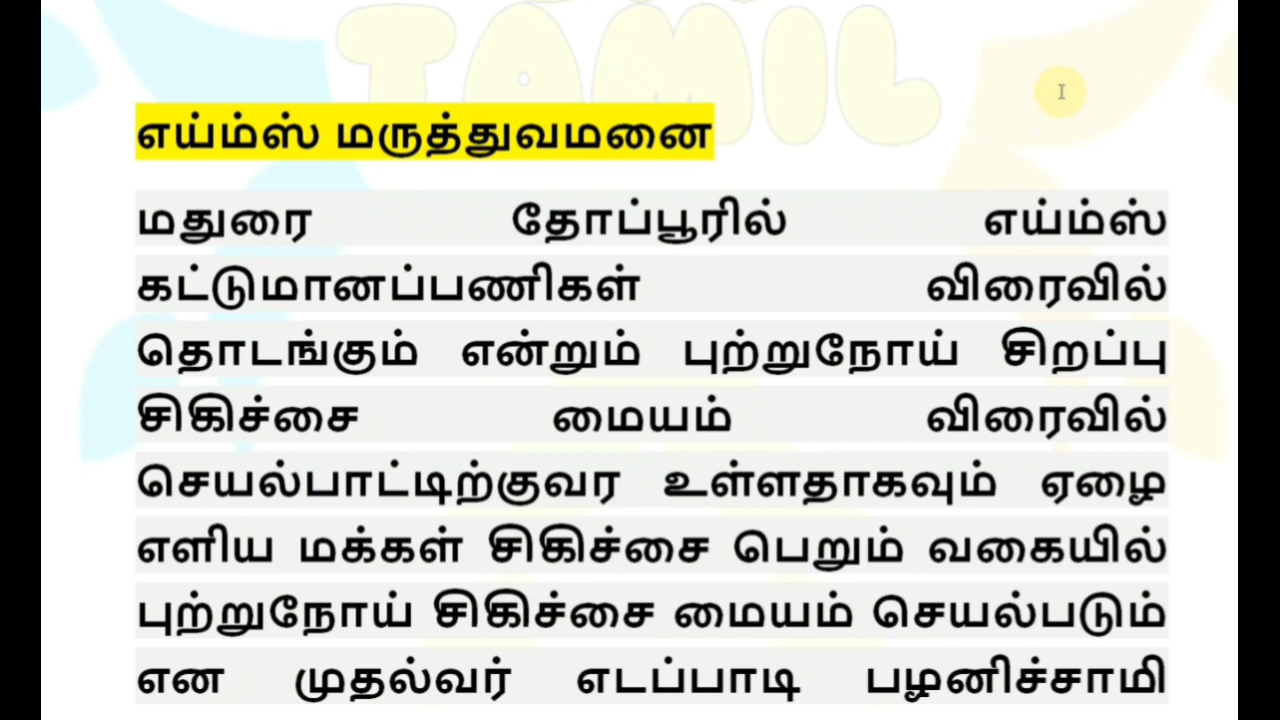 TAMIL
எய்ம்ஸ் மருத்துவமனை
மதுரை தோப்பூரில் எய்ம்ஸ்
கட்டுமானப்பணிகள் விரைவில்
தொடங்கும் என்றும் புற்றுநோய் சிறப்பு
சிகிச்சை மையம் விரைவில்
செயல்பாட்டிற்குவர உள்ளதாகவும் ஏழை
எளிய மக்கள் சிகிச்சை பெறும் வகையில்
புற்றுநோய் சிகிச்சை மையம் செயல்படும்
என முதல்வர் எடப்பாடி பழனிச்சாமி